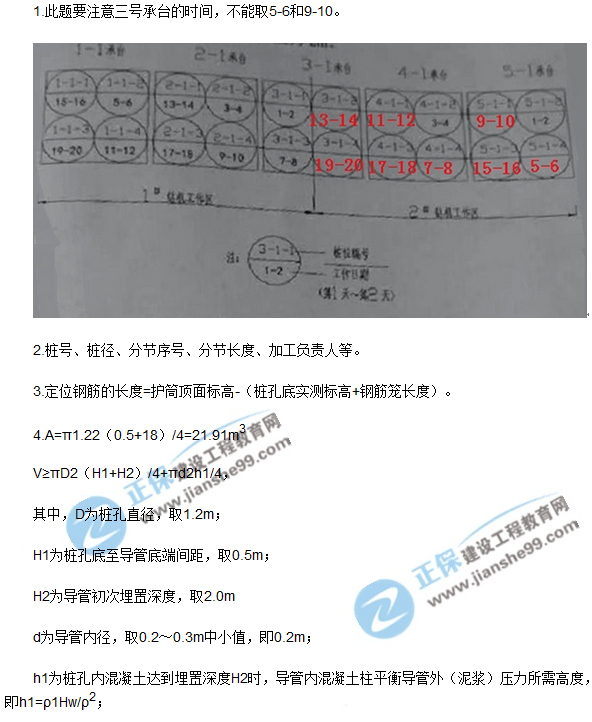 1.此题要注意三号承台的时间，不能取5-6和9-10。
1-1承台 2-1承台 3-1承台 4-1承台 5-1承台
1-1-1 1-1-2 2-1-1 2-1-2 3-1-1 3-1-2 4-1-1 4-1-2 5-1-1 5-1-2
15-16 5-6 13-14 3-4 1-2 13-14 11-12 3-4 9-10 1-2
1-1-3 1-1-4 2-1-3 2-1-4 3-1-3 3-1-4 4-1-3 4-1-4 5-1-3 5-1-4
19-20 11-12 17-18 9-10 7-8 19-20 17-18 7-8 15-16 5-6
1#钻机工作区 2#钻机工作区
注：
3-1-1 桩位编号
1-2 工作日期
(第1天~第2天)
2.桩号、桩径、分节序号、分节长度、加工负责人等。
3.定位钢筋的长度=护筒顶面标高-（桩孔底实测标高+钢筋笼长度）。
4.A=π1.22（0.5+18）/4=21.91m3
V≥πD2（H1+H2）/4+πd2h1/4，
其中，D为桩孔直径，取1.2m；
H1为桩孔底至导管底端间距，取0.5m；
H2为导管初次埋置深度，取2.0m
d为导管内径，取0.2～0.3m中小值，即0.2m；
h1为桩孔内混凝土达到埋置深度H2时，导管内混凝土柱平衡导管外（泥浆）压力所需高度，
即h1=ρ1Hw/ρ2；
正保建设工程教育网
www.jianshe99.com
正保建设工程教育网
www.jianshe99.com